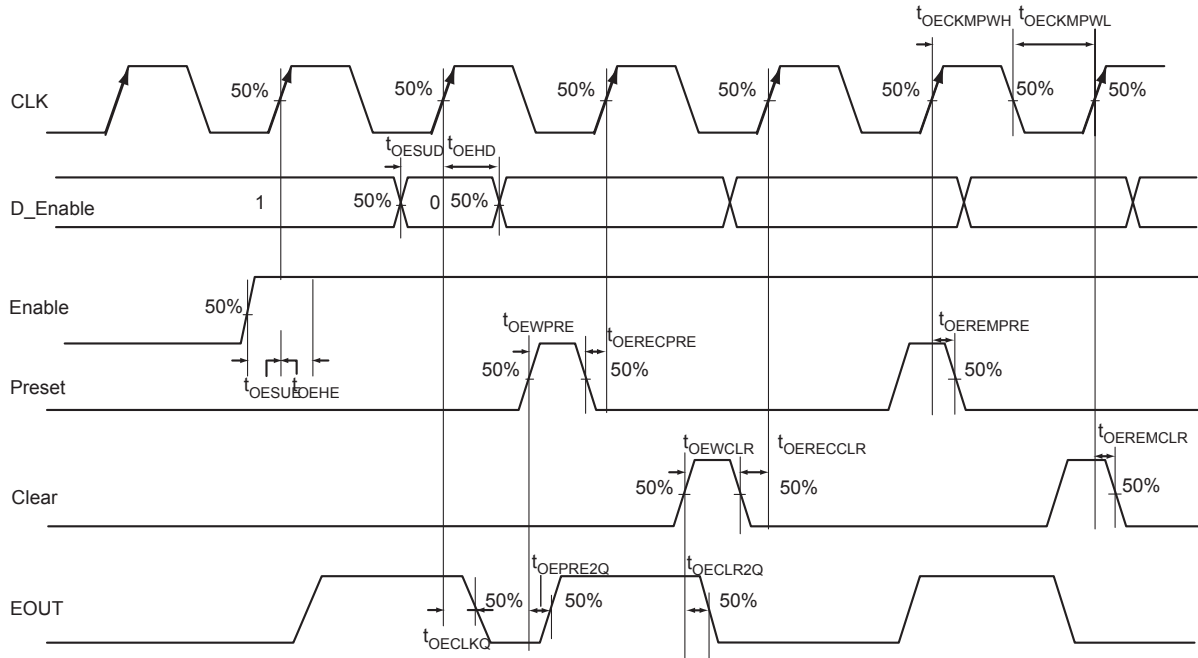 tOECKMPWH tOECKMPWL
CLK 50% 50% 50% 50% 50% 50% 50%
tOESUD tOEHD
D_Enable 1 50% 0 50%
Enable 50%
tOESUE tOEHE
tOEWPRE tOERECPRE tOEREMPRE
Preset 50% 50% 50%
tOEWCLR tOERECCLR tOEREMCLR
Clear 50% 50% 50%
tOEPRE2Q tOECLR2Q
EOUT 50% 50% 50%
tOECLKQ